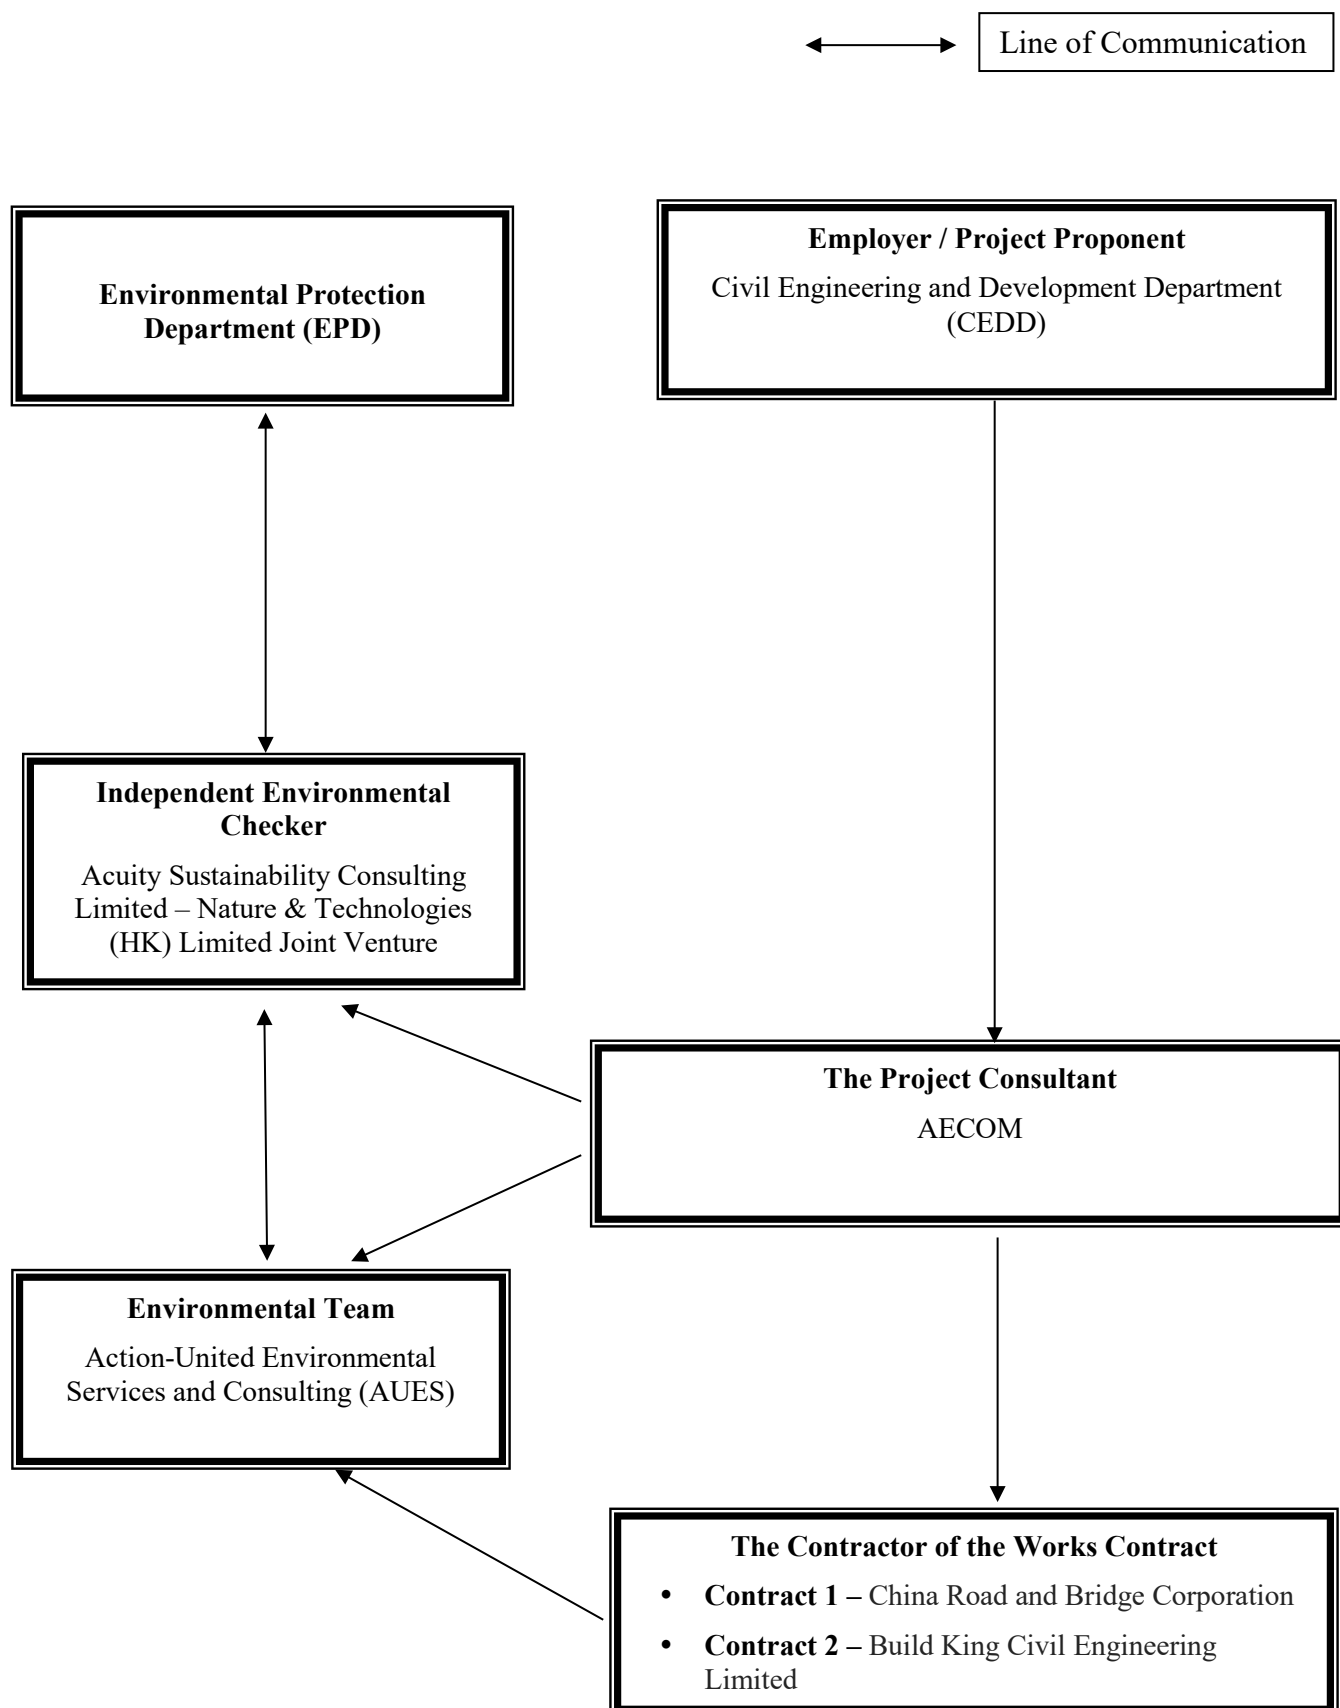 Line of Communication
Environmental Protection
Department (EPD)
Employer / Project Proponent
Civil Engineering and Development Department
(CEDD)
Independent Environmental
Checker
Acuity Sustainability Consulting
Limited – Nature & Technologies
(HK) Limited Joint Venture
The Project Consultant
AECOM
Environmental Team
Action-United Environmental
Services and Consulting (AUES)
The Contractor of the Works Contract
• Contract 1 – China Road and Bridge Corporation
• Contract 2 – Build King Civil Engineering
Limited